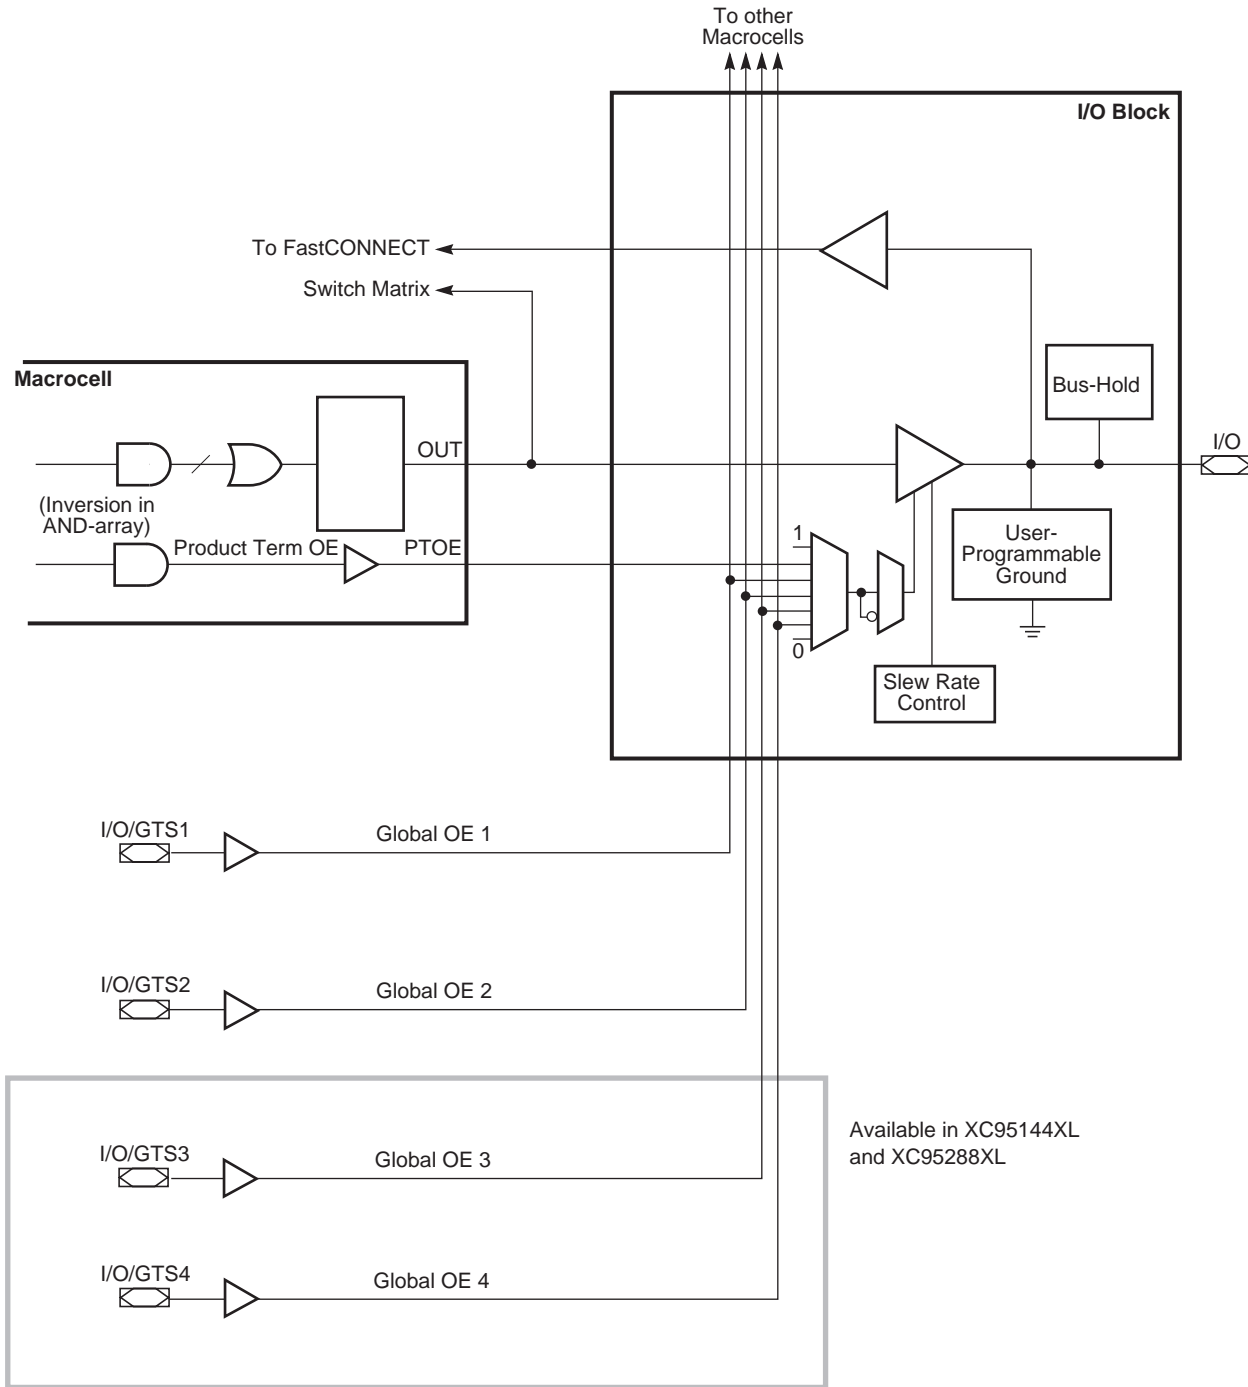 To other
Macrocells
I/O Block
To FastCONNECT
Switch Matrix
Macrocell
Bus-Hold
OUT
I/O
(Inversion in
AND-array)
Product Term OE
PTOE
1
User-
Programmable
Ground
0
Slew Rate
Control
I/O/GTS1
Global OE 1
I/O/GTS2
Global OE 2
I/O/GTS3
Global OE 3
Available in XC95144XL
and XC95288XL
I/O/GTS4
Global OE 4